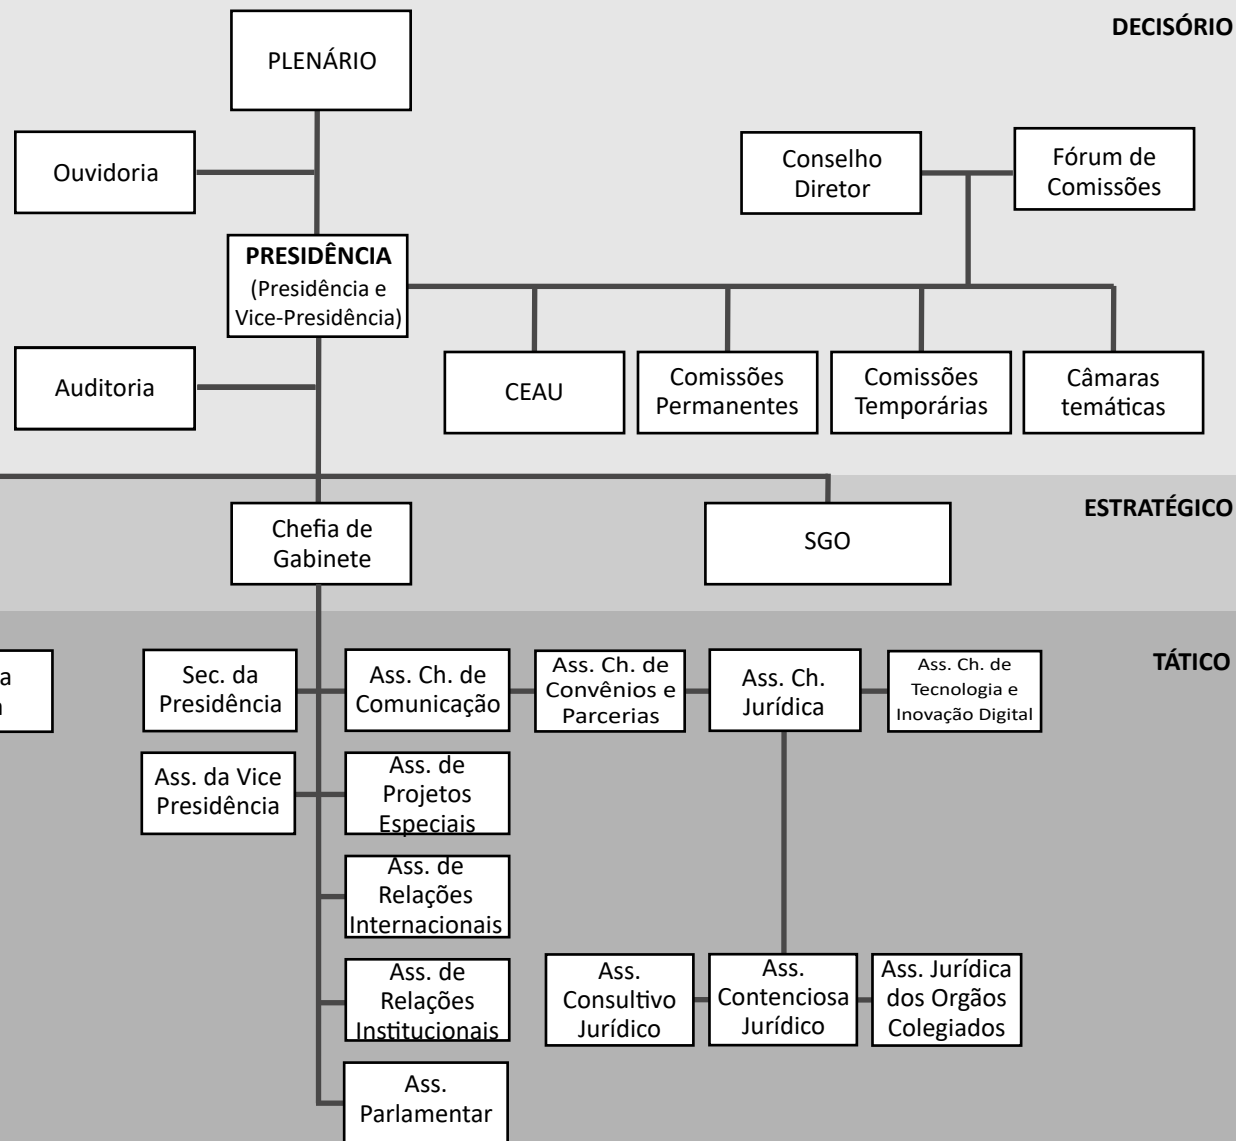 DECISÓRIO
PLENÁRIO
Ouvidoria
Conselho
Diretor
Fórum de
Comissões
PRESIDÊNCIA
(Presidência e
Vice-Presidência)
Auditoria
CEAU
Comissões
Permanentes
Comissões
Temporárias
Câmaras
temáticas
ESTRATÉGICO
Chefia de
Gabinete
SGO
TÁTICO
a
Sec. da
Presidência
Ass. Ch. de
Comunicação
Ass. Ch. de
Convênios e
Parcerias
Ass. Ch.
Jurídica
Ass. Ch. de
Tecnologia e
Inovação Digital
Ass. da Vice
Presidência
Ass. de
Projetos
Especiais
Ass. de
Relações
Internacionais
Ass. de
Relações
Institucionais
Ass.
Consultivo
Jurídico
Ass.
Contenciosa
Jurídico
Ass. Jurídica
dos Orgãos
Colegiados
Ass.
Parlamentar